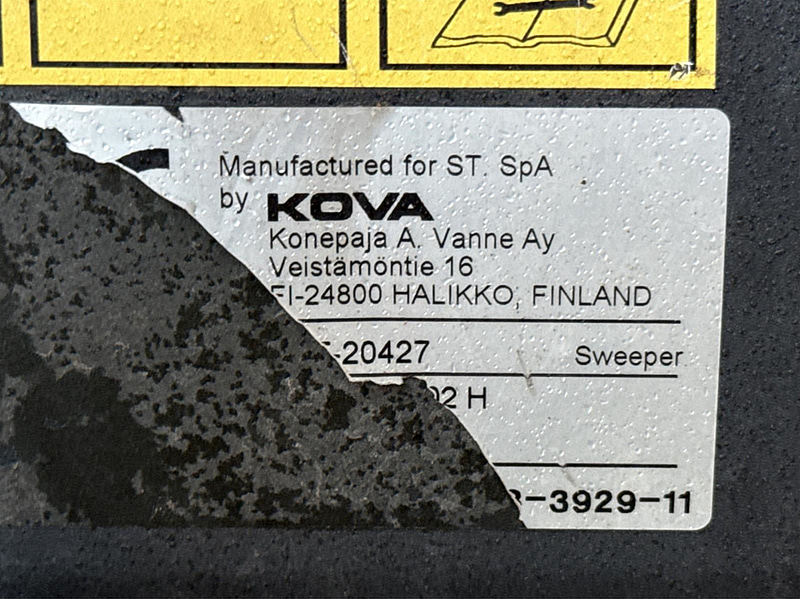 Manufactured for ST. SpA
by KOVA
Konepaja A. Vanne Ay
Veistämöntie 16
FI-24800 HALIKKO, FINLAND
-20427 Sweeper
02 H
-3929-11